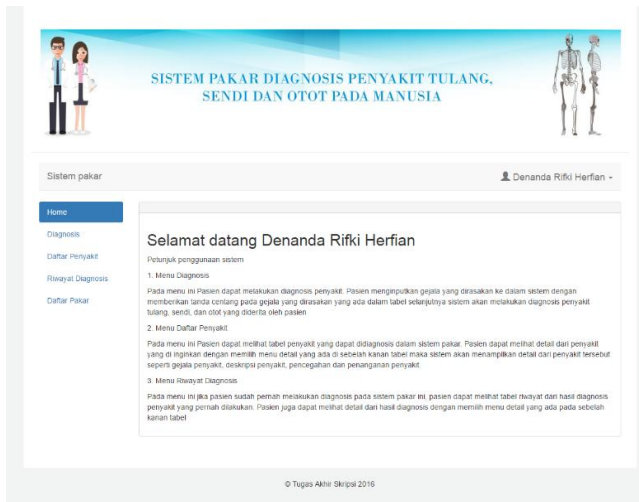 SISTEM PAKAR DIAGNOSIS PENYAKIT TULANG,
SENDI DAN OTOT PADA MANUSIA
Sistem pakar
Denanda Rifki Herfian
Home
Diagnosis
Daftar Penyakit
Riwayat Diagnosis
Daftar Pakar
Selamat datang Denanda Rifki Herfian
Petunjuk penggunaan sistem
1. Menu Diagnosis
Pada menu ini Pasien dapat melakukan diagnosis penyakit. Pasien menginputkan gejala yang dirasakan ke dalam sistem dengan
memberikan tanda centang pada gejala yang dirasakan yang ada dalam tabel selanjutnya sistem akan melakukan diagnosis penyakit
tulang, sendi, dan otot yang diderita oleh pasien
2. Menu Daftar Penyakit
Pada menu ini Pasien dapat melihat tabel penyakit yang dapat didiagnosis dalam sistem pakar. Pasien dapat melihat detail dari penyakit
yang di inginkan dengan memilih menu detail yang ada di sebelah kanan tabel maka sistem akan menampilkan detail dari penyakit tersebut
seperti gejala penyakit, deskripsi penyakit, pencegahan dan penanganan penyakit
3. Menu Riwayat Diagnosis
Pada menu ini jika pasien sudah pernah melakukan diagnosis pada sistem pakar ini, pasien dapat melihat tabel riwayat dari hasil diagnosis
penyakit yang pernah dilakukan. Pasien juga dapat melihat detail dari hasil diagnosis dengan memilih menu detail yang ada pada sebelah
kanan tabel
© Tugas Akhir Skripsi 2016